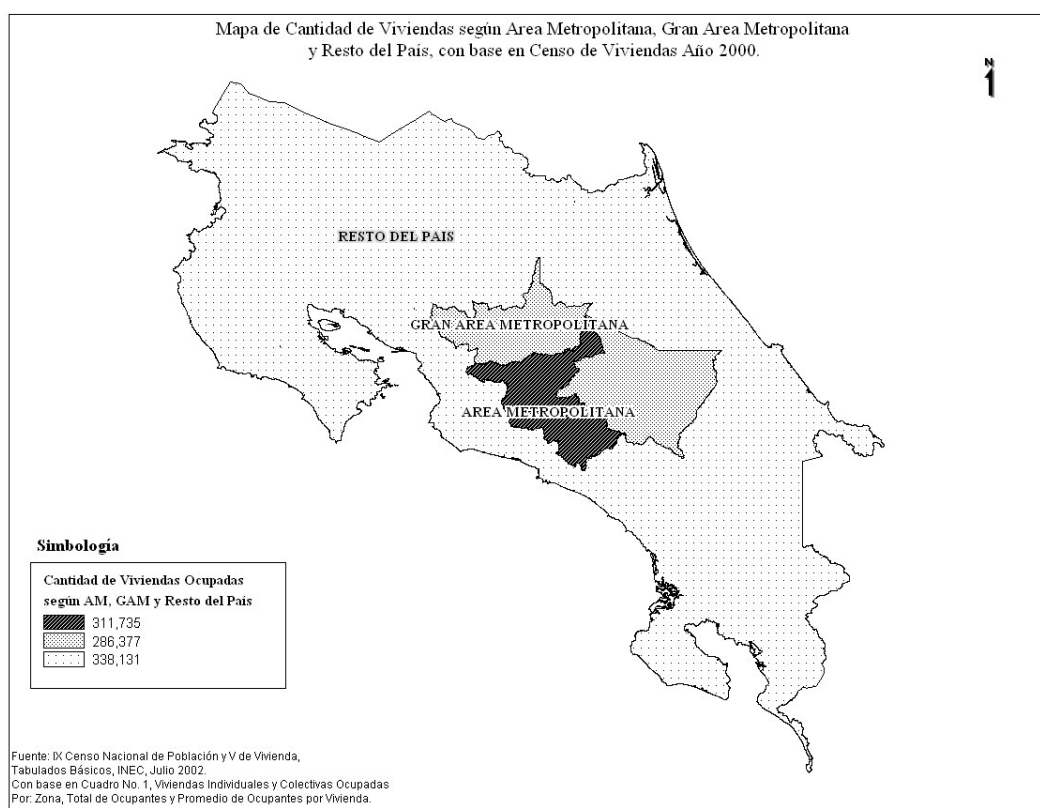 Mapa de Cantidad de Viviendas según Area Metropolitana, Gran Area Metropolitana
y Resto del País, con base en Censo de Viviendas Año 2000.
N
RESTO DEL PAIS
GRAN AREA METROPOLITANA
AREA METROPOLITANA
Simbología
Cantidad de Viviendas Ocupadas
según AM, GAM y Resto del País
311,735
286,377
338,131
Fuente: IX Censo Nacional de Población y V de Vivienda,
Tabulados Básicos, INEC, Julio 2002.
Con base en Cuadro No. 1, Viviendas Individuales y Colectivas Ocupadas
Por: Zona, Total de Ocupantes y Promedio de Ocupantes por Vivienda.